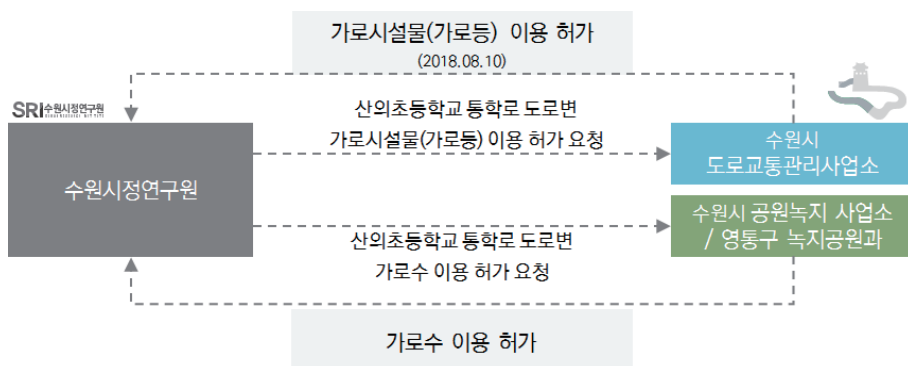 가로시설물(가로등) 이용 허가
(2018.08.10)
SRI 수원시정연구원
산의초등학교 통학로 도로변
가로시설물(가로등) 이용 허가 요청
수원시
도로교통관리사업소
수원시정연구원
수원시 공원녹지 사업소
/ 영통구 녹지공원과
산의초등학교 통학로 도로변
가로수 이용 허가 요청
가로수 이용 허가